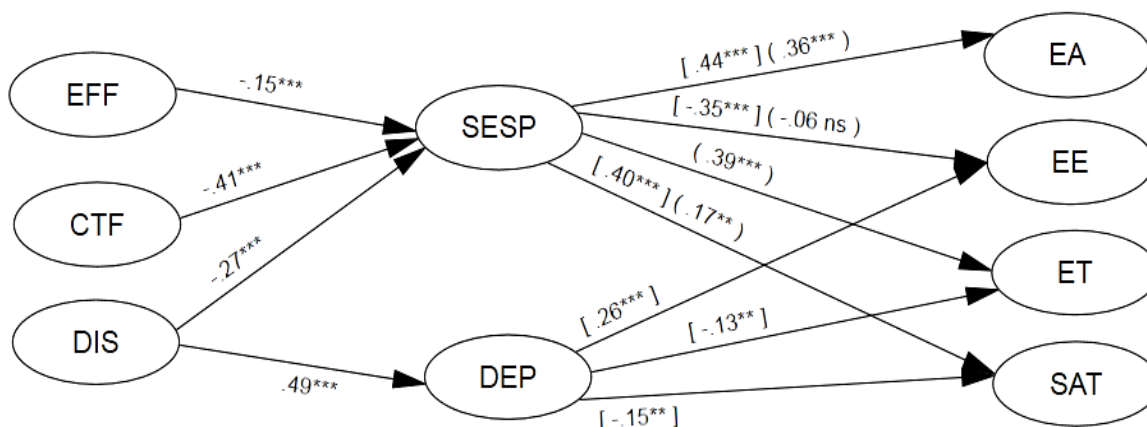 EFF
CTF
DIS
-.15***
-.41***
-.27***
.49***
SESP
DEP
[ .44*** ] ( .36*** )
[ -.35*** ] ( -.06 ns )
( .39*** )
[ .40*** ] ( .17** )
[ .26*** ]
[ -.13** ]
[ -.15** ]
EA
EE
ET
SAT